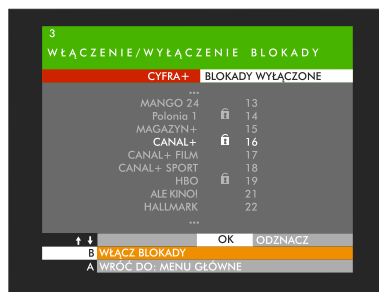 3
WŁĄCZENIE/WYŁĄCZENIE BLOKADY
CYFRA+ BLOKADY WYŁĄCZONE
...
MANGO 24 13
Polonia 1 14
MAGAZYN+ 15
CANAL+ 16
CANAL+ FILM 17
CANAL+ SPORT 18
HBO 19
ALE KINO! 21
HALLMARK 22
...
OK ODZNACZ
B WŁĄCZ BLOKADY
A WRÓĆ DO: MENU GŁÓWNE